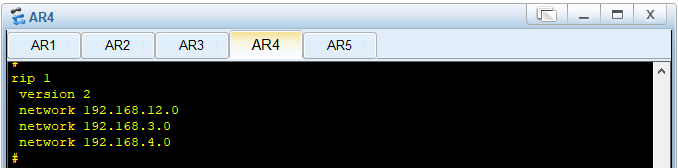 AR4
X
AR1 AR2 AR3 AR4 AR5
#
rip 1
version 2
network 192.168.12.0
network 192.168.3.0
network 192.168.4.0
#